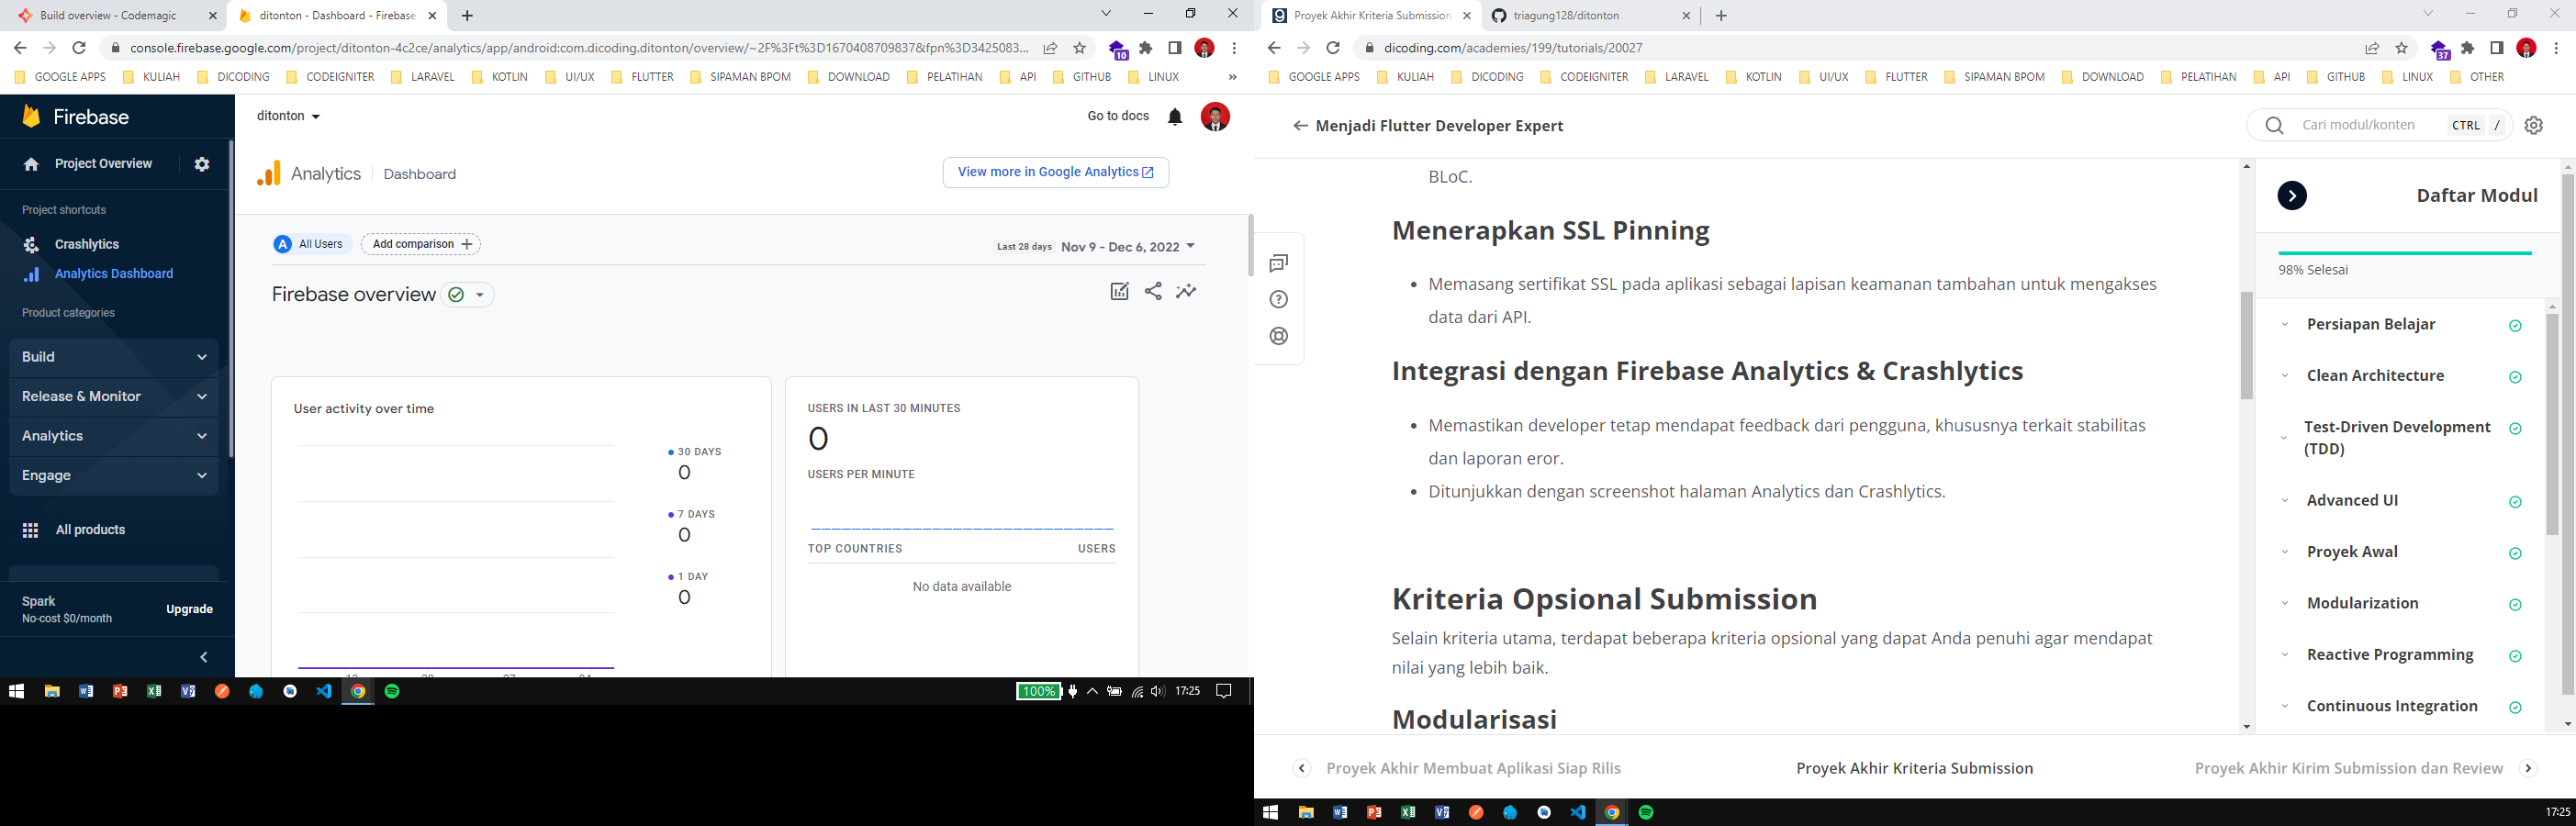 Build overview - Codemagic
ditonton - Dashboard - Firebase
console.firebase.google.com/project/ditonton-4c2ce/analytics/app/android:com.dicoding.ditonton/overview/~2F%3Ft%3D1670408709837&fpn%3D3425083...
10
GOOGLE APPS
KULIAH
DICODING
CODEIGNITER
LARAVEL
KOTLIN
UI/UX
FLUTTER
SIPAMAN BPOM
DOWNLOAD
PELATIHAN
API
GITHUB
LINUX
»
Firebase
Project Overview
Project shortcuts
Crashlytics
Analytics Dashboard
Product categories
Build
Release & Monitor
Analytics
Engage
All products
Spark
No-cost $0/month
Upgrade
ditonton
Go to docs
Analytics
Dashboard
View more in Google Analytics
A
All Users
Add comparison
Last 28 days
Nov 9 - Dec 6, 2022
Firebase overview
User activity over time
30 DAYS
0
7 DAYS
0
1 DAY
0
USERS IN LAST 30 MINUTES
0
USERS PER MINUTE
TOP COUNTRIES
USERS
No data available
100%
17:25
Proyek Akhir Kriteria Submission
triagung128/ditonton
dicoding.com/academies/199/tutorials/20027
37
GOOGLE APPS
KULIAH
DICODING
CODEIGNITER
LARAVEL
KOTLIN
UI/UX
FLUTTER
SIPAMAN BPOM
DOWNLOAD
PELATIHAN
API
GITHUB
LINUX
OTHER
Menjadi Flutter Developer Expert
Cari modul/konten
CTRL
/
BLoC.
Menerapkan SSL Pinning
• Memasang sertifikat SSL pada aplikasi sebagai lapisan keamanan tambahan untuk mengakses
data dari API.
Integrasi dengan Firebase Analytics & Crashlytics
• Memastikan developer tetap mendapat feedback dari pengguna, khususnya terkait stabilitas
dan laporan eror.
• Ditunjukkan dengan screenshot halaman Analytics dan Crashlytics.
Kriteria Opsional Submission
Selain kriteria utama, terdapat beberapa kriteria opsional yang dapat Anda penuhi agar mendapat
nilai yang lebih baik.
Modularisasi
Daftar Modul
98% Selesai
Persiapan Belajar
Clean Architecture
Test-Driven Development
(TDD)
Advanced UI
Proyek Awal
Modularization
Reactive Programming
Continuous Integration
Proyek Akhir Membuat Aplikasi Siap Rilis
Proyek Akhir Kriteria Submission
Proyek Akhir Kirim Submission dan Review
17:25